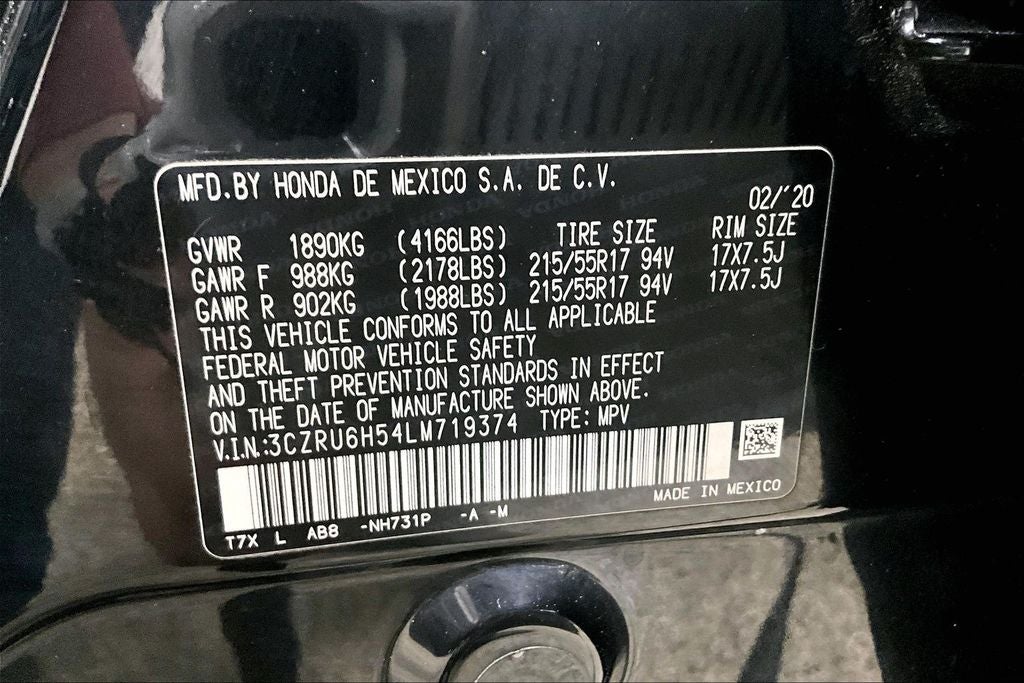 MFD.BY HONDA DE MEXICO S.A. DE C.V.
02/'20
GVWR 1890KG (4166LBS) TIRE SIZE RIM SIZE
GAWR F 988KG (2178LBS) 215/55R17 94V 17X7.5J
GAWR R 902KG (1988LBS) 215/55R17 94V 17X7.5J
THIS VEHICLE CONFORMS TO ALL APPLICABLE
FEDERAL MOTOR VEHICLE SAFETY
AND THEFT PREVENTION STANDARDS IN EFFECT
ON THE DATE OF MANUFACTURE SHOWN ABOVE.
V.I.N.:3CZRU6H54LM719374 TYPE: MPV
MADE IN MEXICO
T7X L AB8 -NH731P -A -M